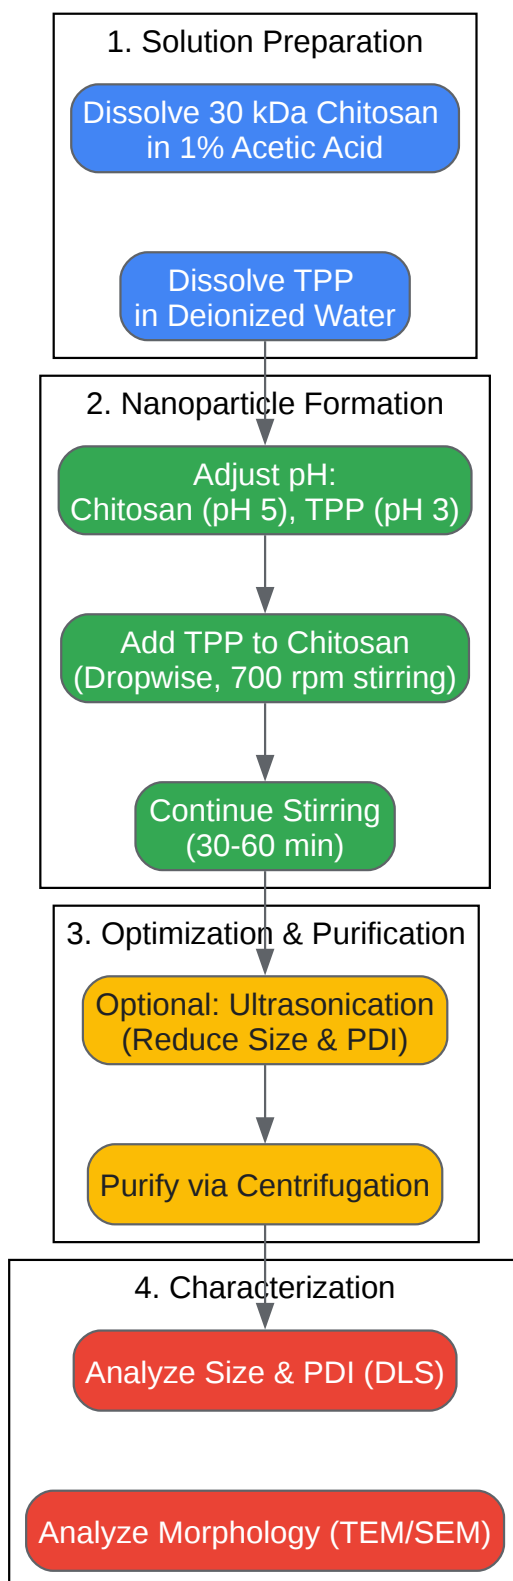 1. Solution Preparation
Dissolve 30 kDa Chitosan
in 1% Acetic Acid
Dissolve TPP
in Deionized Water
2. Nanoparticle Formation
Adjust pH:
Chitosan (pH 5), TPP (pH 3)
Add TPP to Chitosan
(Dropwise, 700 rpm stirring)
Continue Stirring
(30-60 min)
3. Optimization & Purification
Optional: Ultrasonication
(Reduce Size & PDI)
Purify via Centrifugation
4. Characterization
Analyze Size & PDI (DLS)
Analyze Morphology (TEM/SEM)